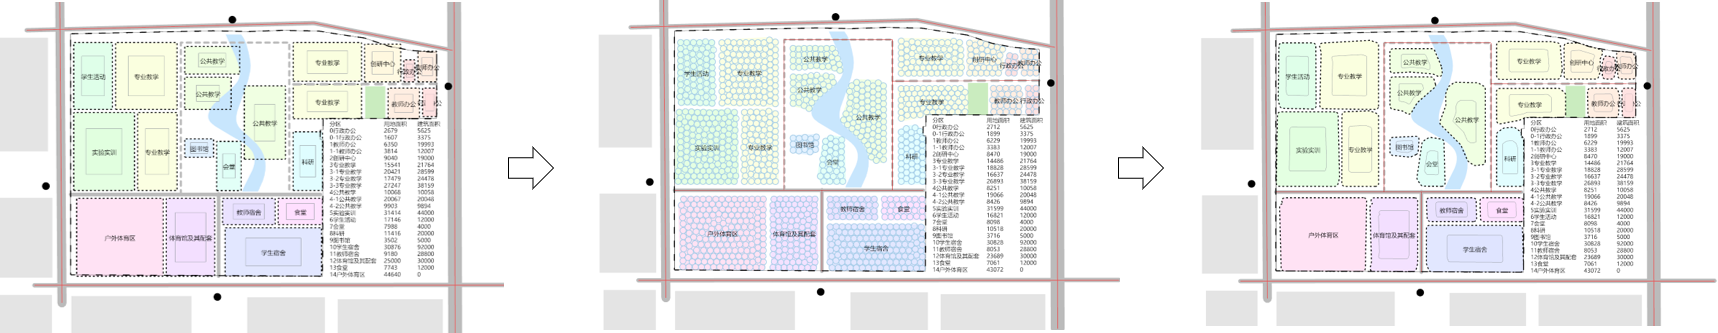 学生活动
专业教学
公共教学
公共教学
专业教学
创研中心
教师办公
专业教学
教师办公
公共教学
实验实训
专业教学
图书馆
会堂
科研
户外体育区
体育馆及其配套
教师宿舍
食堂
学生宿舍
分区 用地面积 建筑面积
0行政办公 2679 5625
0-1行政办公 1607 3375
1教师办公 6350 19993
1-1教师办公 3814 12007
2创研中心 9040 19000
3专业教学 15541 21764
3-1专业教学 20421 28599
3-2专业教学 17479 24478
3-3专业教学 27247 38159
4公共教学 10068 10058
4-1公共教学 20067 20048
4-2公共教学 9903 9894
5实验实训 31414 44000
6学生活动 17146 12000
7会堂 7988 4000
8科研 11416 20000
9图书馆 3502 5000
10学生宿舍 30876 92000
11教师宿舍 9180 28800
12体育馆及其配套 25000 30000
13食堂 7743 12000
14户外体育区 44640 0
学生活动
专业教学
公共教学
公共教学
专业教学
创研中心
行政办公
教师办公
专业教学
教师办公
行政办公
公共教学
实验实训
专业教学
图书馆
会堂
科研
户外体育区
体育馆及其配套
教师宿舍
食堂
学生宿舍
分区 用地面积 建筑面积
0行政办公 2712 5625
0-1行政办公 1899 3375
1教师办公 6229 19993
1-1教师办公 3383 12007
2创研中心 8470 19000
3专业教学 14486 21764
3-1专业教学 18828 28599
3-2专业教学 16637 24478
3-3专业教学 26893 38159
4公共教学 8251 10058
4-1公共教学 19066 20048
4-2公共教学 8426 9894
5实验实训 31599 44000
6学生活动 16821 12000
7会堂 8098 4000
8科研 10518 20000
9图书馆 3716 5000
10学生宿舍 30828 92000
11教师宿舍 8053 28800
12体育馆及其配套 23689 30000
13食堂 7061 12000
14户外体育区 43072 0
学生活动
专业教学
公共教学
公共教学
专业教学
创研中心
专业教学
教师办公
公共教学
实验实训
专业教学
图书馆
会堂
科研
户外体育区
体育馆及其配套
教师宿舍
食堂
学生宿舍
分区 用地面积 建筑面积
0行政办公 2712 5625
0-1行政办公 1899 3375
1教师办公 6229 19993
1-1教师办公 3383 12007
2创研中心 8470 19000
3专业教学 14486 21764
3-1专业教学 18828 28599
3-2专业教学 16637 24478
3-3专业教学 26893 38159
4公共教学 8251 10058
4-1公共教学 19066 20048
4-2公共教学 8426 9894
5实验实训 31599 44000
6学生活动 16821 12000
7会堂 8098 4000
8科研 10518 20000
9图书馆 3716 5000
10学生宿舍 30828 92000
11教师宿舍 8053 28800
12体育馆及其配套 23689 30000
13食堂 7061 12000
14户外体育区 43072 0